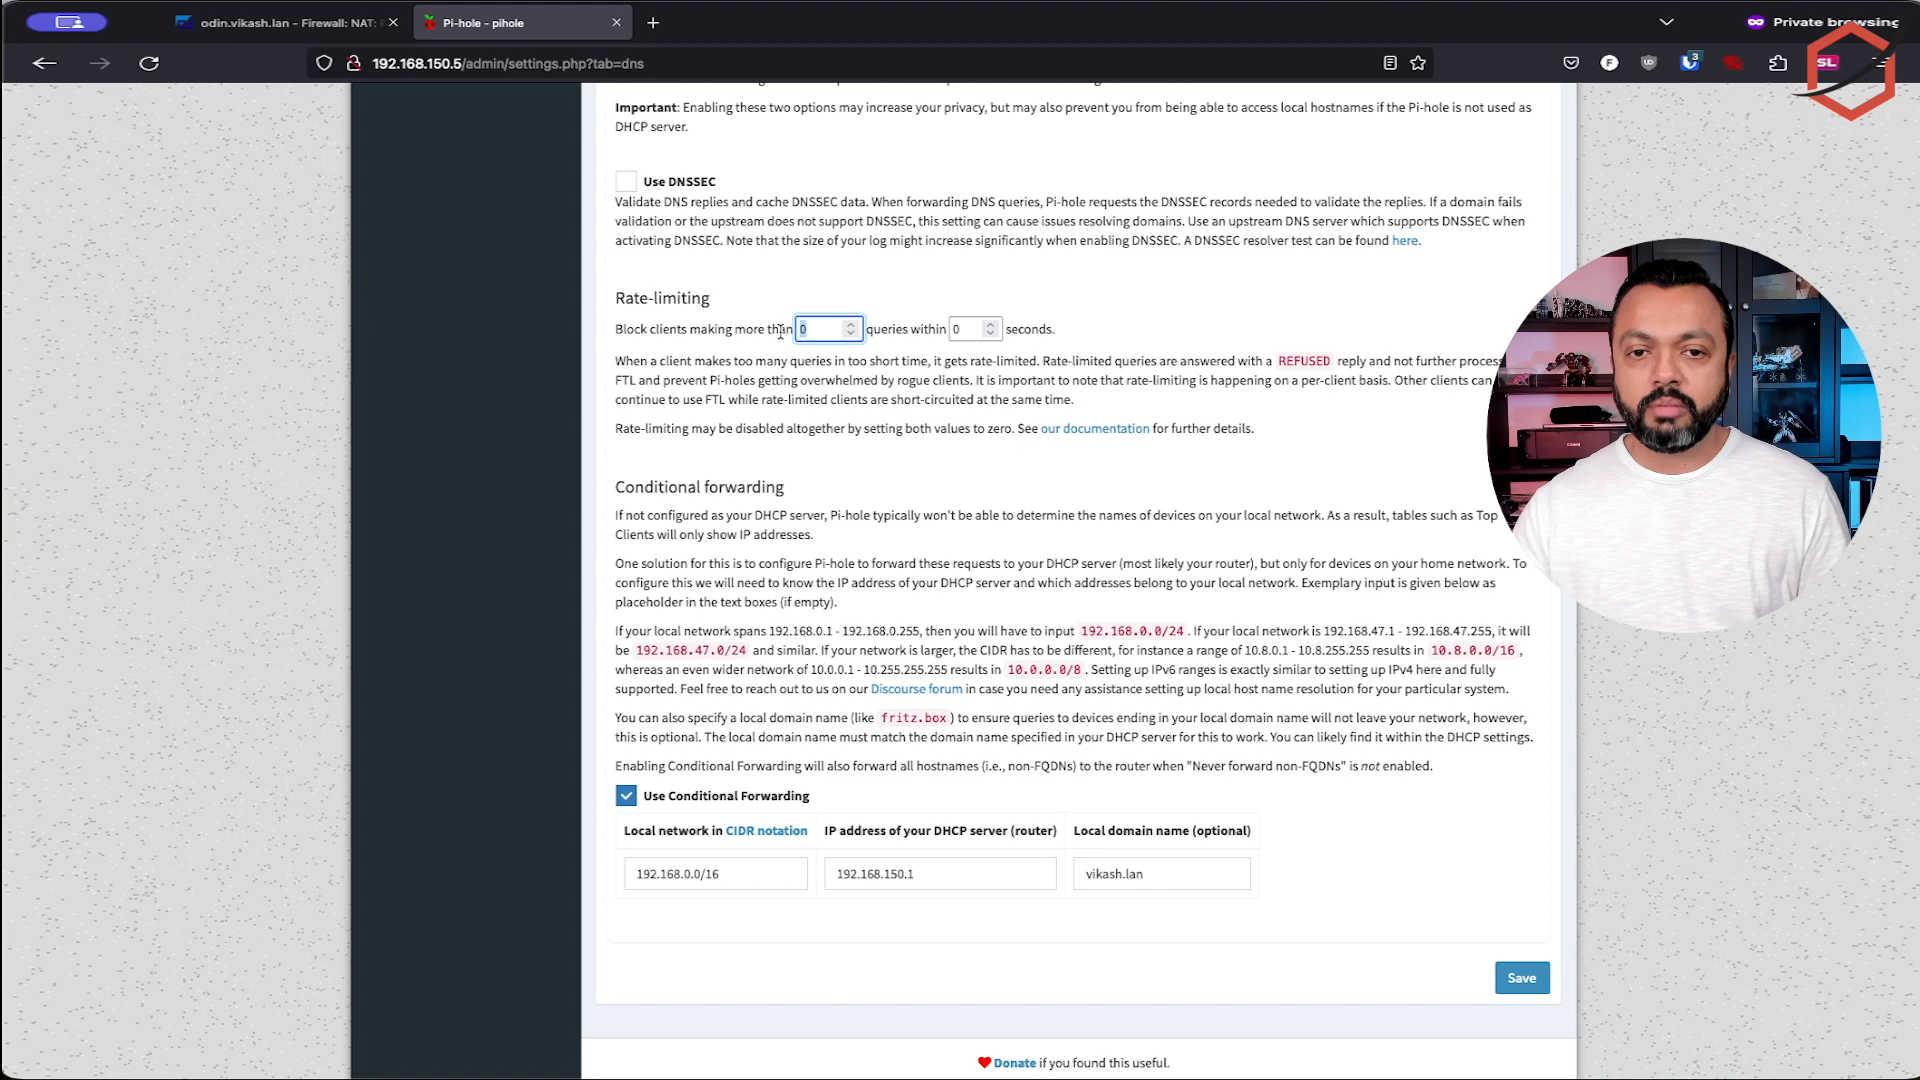 odin.vikash.lan – Firewall: NAT:
Pi-hole - pihole
Private browsing
192.168.150.5/admin/settings.php?tab=dns
F
UD
3
SL
Important: Enabling these two options may increase your privacy, but may also prevent you from being able to access local hostnames if the Pi-hole is not used as
DHCP server.
Use DNSSEC
Validate DNS replies and cache DNSSEC data. When forwarding DNS queries, Pi-hole requests the DNSSEC records needed to validate the replies. If a domain fails
validation or the upstream does not support DNSSEC, this setting can cause issues resolving domains. Use an upstream DNS server which supports DNSSEC when
activating DNSSEC. Note that the size of your log might increase significantly when enabling DNSSEC. A DNSSEC resolver test can be found here.
Rate-limiting
Block clients making more than 0 queries within 0 seconds.
When a client makes too many queries in too short time, it gets rate-limited. Rate-limited queries are answered with a REFUSED reply and not further process
FTL and prevent Pi-holes getting overwhelmed by rogue clients. It is important to note that rate-limiting is happening on a per-client basis. Other clients can
continue to use FTL while rate-limited clients are short-circuited at the same time.
Rate-limiting may be disabled altogether by setting both values to zero. See our documentation for further details.
Conditional forwarding
If not configured as your DHCP server, Pi-hole typically won't be able to determine the names of devices on your local network. As a result, tables such as Top
Clients will only show IP addresses.
One solution for this is to configure Pi-hole to forward these requests to your DHCP server (most likely your router), but only for devices on your home network. To
configure this we will need to know the IP address of your DHCP server and which addresses belong to your local network. Exemplary input is given below as
placeholder in the text boxes (if empty).
If your local network spans 192.168.0.1 - 192.168.0.255, then you will have to input 192.168.0.0/24 . If your local network is 192.168.47.1 - 192.168.47.255, it will
be 192.168.47.0/24 and similar. If your network is larger, the CIDR has to be different, for instance a range of 10.8.0.1 - 10.8.255.255 results in 10.8.0.0/16 ,
whereas an even wider network of 10.0.0.1 - 10.255.255.255 results in 10.0.0.0/8 . Setting up IPv6 ranges is exactly similar to setting up IPv4 here and fully
supported. Feel free to reach out to us on our Discourse forum in case you need any assistance setting up local host name resolution for your particular system.
You can also specify a local domain name (like fritz.box ) to ensure queries to devices ending in your local domain name will not leave your network, however,
this is optional. The local domain name must match the domain name specified in your DHCP server for this to work. You can likely find it within the DHCP settings.
Enabling Conditional Forwarding will also forward all hostnames (i.e., non-FQDNs) to the router when "Never forward non-FQDNs" is not enabled.
Use Conditional Forwarding
Local network in CIDR notation IP address of your DHCP server (router) Local domain name (optional)
192.168.0.0/16 192.168.150.1 vikash.lan
Save
Donate if you found this useful.